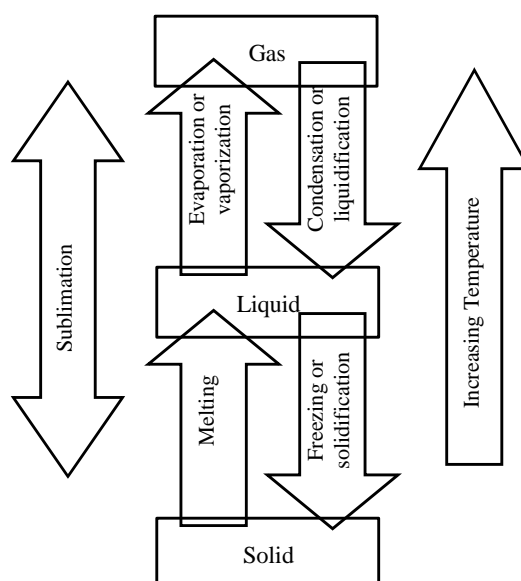 Gas
Evaporation or
vaporization
Condensation or
liquidification
Sublimation
Increasing Temperature
Liquid
Melting
Freezing or
solidification
Solid